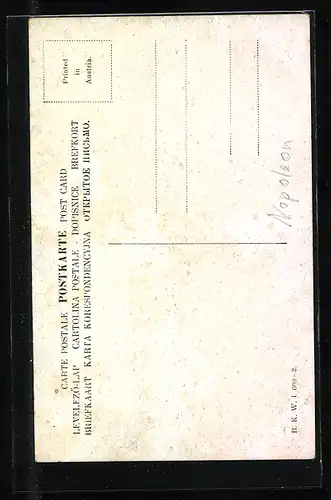 CARTE POSTALE POSTKARTE POST CARD
LEVELEZŐ-LAP CARTOLINA POSTALE - DOPISNICE BREFKORT
BRIEFKAART KARTA KORESPONDENCYJNA ОТКРЫТОЕ ПИСЬМО.
Printed
in
Austria.
Napoleon
B. K. W. I.